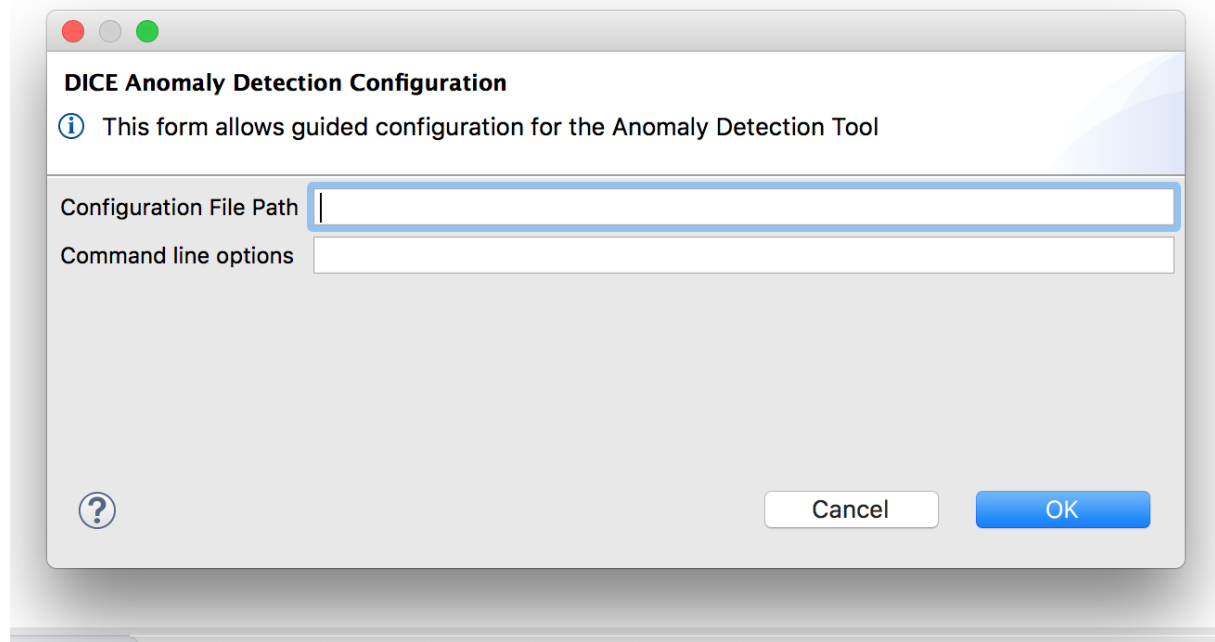 DICE Anomaly Detection Configuration
This form allows guided configuration for the Anomaly Detection Tool
Configuration File Path
Command line options
Cancel OK